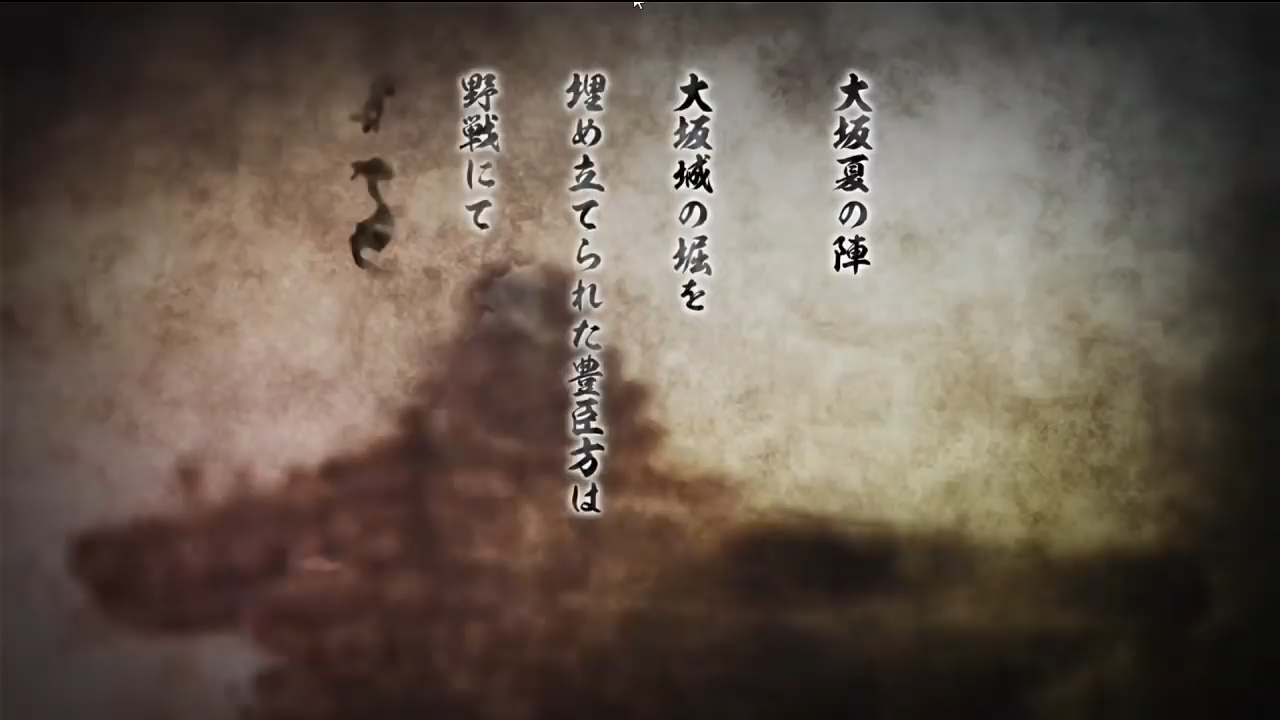 大坂夏の陣
大坂城の堀を
埋め立てられた豊臣方は
野戦にて